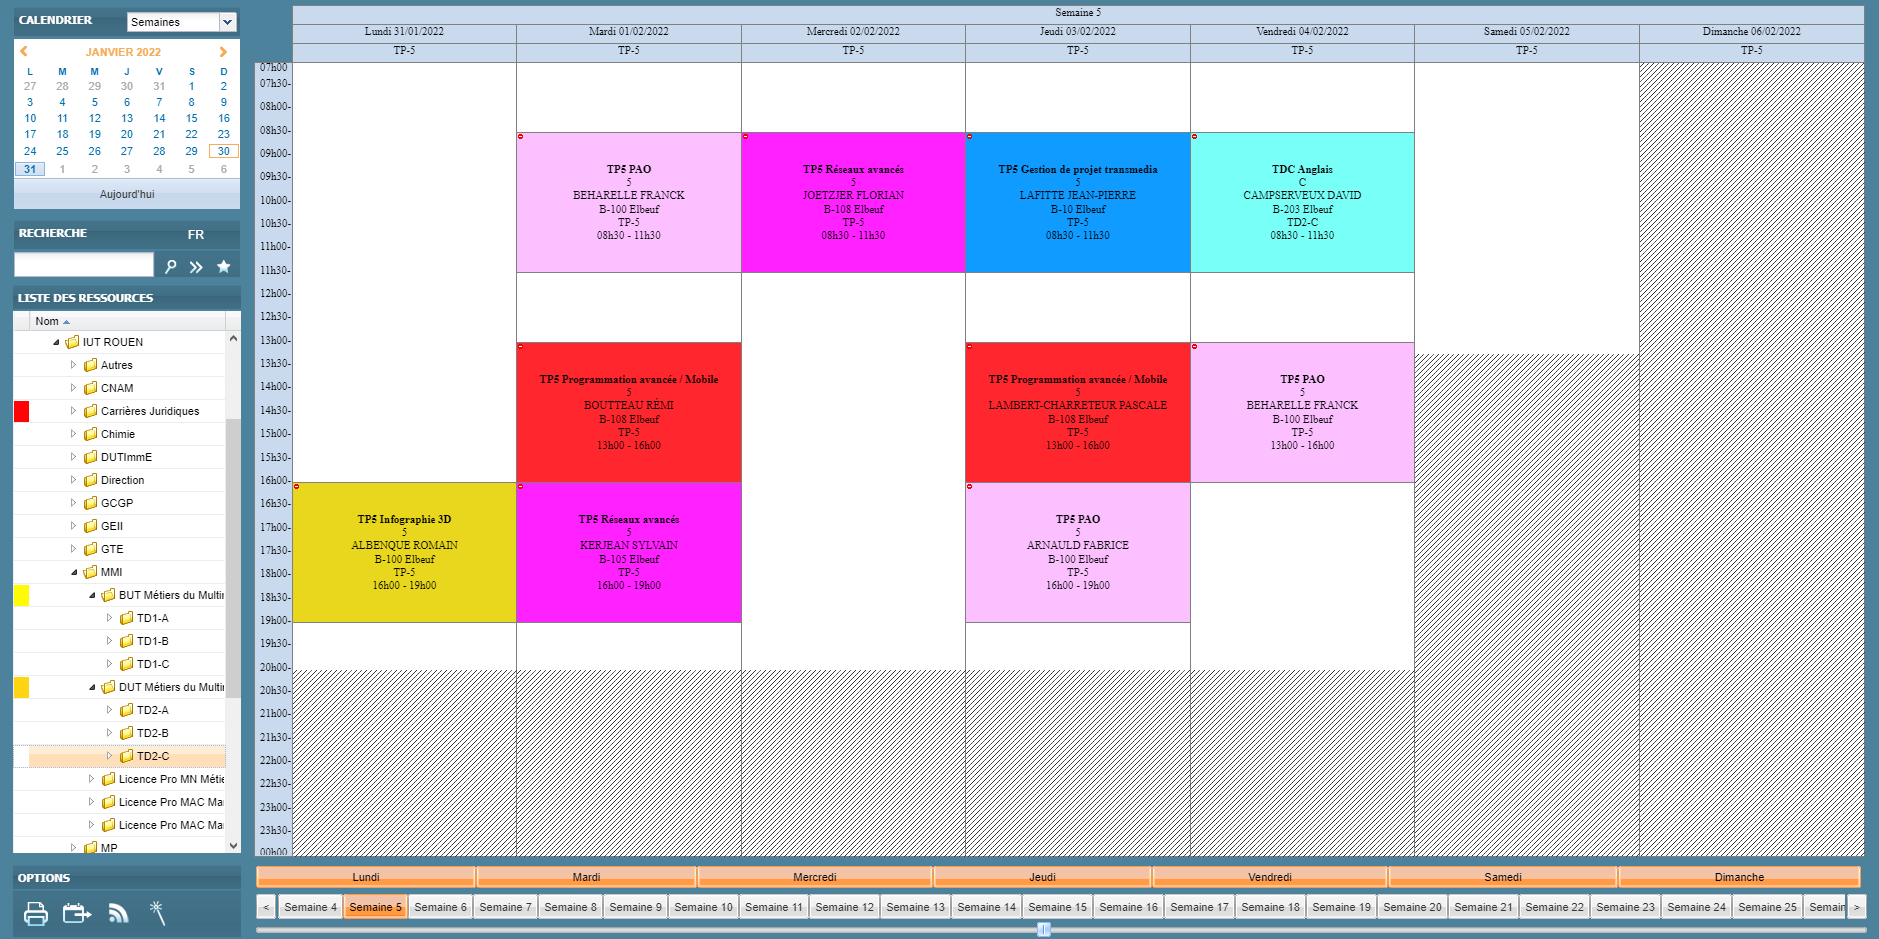 CALENDRIER
Semaines
JANVIER 2022
L M M J V S D
27 28 29 30 31 1 2
3 4 5 6 7 8 9
10 11 12 13 14 15 16
17 18 19 20 21 22 23
24 25 26 27 28 29 30
31 1 2 3 4 5 6
Aujourd'hui
RECHERCHE FR
LISTE DES RESSOURCES
Nom
IUT ROUEN
Autres
CNAM
Carrières Juridiques
Chimie
DUTImmE
Direction
GCGP
GEII
GTE
MMI
BUT Métiers du Multin
TD1-A
TD1-B
TD1-C
DUT Métiers du Multin
TD2-A
TD2-B
TD2-C
Licence Pro MN Métie
Licence Pro MAC Mar
Licence Pro MAC Mar
MP
OPTIONS
Semaine 5
Lundi 31/01/2022 Mardi 01/02/2022 Mercredi 02/02/2022 Jeudi 03/02/2022 Vendredi 04/02/2022 Samedi 05/02/2022 Dimanche 06/02/2022
TP-5 TP-5 TP-5 TP-5 TP-5 TP-5 TP-5
07h00
07h30-
08h00-
08h30-
09h00-
09h30-
10h00-
10h30-
11h00-
11h30-
12h00-
12h30-
13h00-
13h30-
14h00-
14h30-
15h00-
15h30-
16h00-
16h30-
17h00-
17h30-
18h00-
18h30-
19h00-
19h30-
20h00-
20h30-
21h00-
21h30-
22h00-
22h30-
23h00-
23h30-
00h00
TP5 Infographie 3D
5
ALBENQUE ROMAIN
B-100 Elbeuf
TP-5
16h00 - 19h00
TP5 PAO
5
BEHARELLE FRANCK
B-100 Elbeuf
TP-5
08h30 - 11h30
TP5 Programmation avancée / Mobile
5
BOUTTEAU RÉMI
B-108 Elbeuf
TP-5
13h00 - 16h00
TP5 Réseaux avancés
5
KERJEAN SYLVAIN
B-105 Elbeuf
TP-5
16h00 - 19h00
TP5 Réseaux avancés
5
JOETZJER FLORIAN
B-108 Elbeuf
TP-5
08h30 - 11h30
TP5 Gestion de projet transmedia
5
LAFITTE JEAN-PIERRE
B-10 Elbeuf
TP-5
08h30 - 11h30
TP5 Programmation avancée / Mobile
5
LAMBERT-CHARRETEUR PASCALE
B-108 Elbeuf
TP-5
13h00 - 16h00
TP5 PAO
5
ARNAULD FABRICE
B-100 Elbeuf
TP-5
16h00 - 19h00
TDC Anglais
C
CAMPSERVEUX DAVID
B-203 Elbeuf
TD2-C
08h30 - 11h30
TP5 PAO
5
BEHARELLE FRANCK
B-100 Elbeuf
TP-5
13h00 - 16h00
Lundi Mardi Mercredi Jeudi Vendredi Samedi Dimanche
< Semaine 4 Semaine 5 Semaine 6 Semaine 7 Semaine 8 Semaine 9 Semaine 10 Semaine 11 Semaine 12 Semaine 13 Semaine 14 Semaine 15 Semaine 16 Semaine 17 Semaine 18 Semaine 19 Semaine 20 Semaine 21 Semaine 22 Semaine 23 Semaine 24 Semaine 25 Semain >